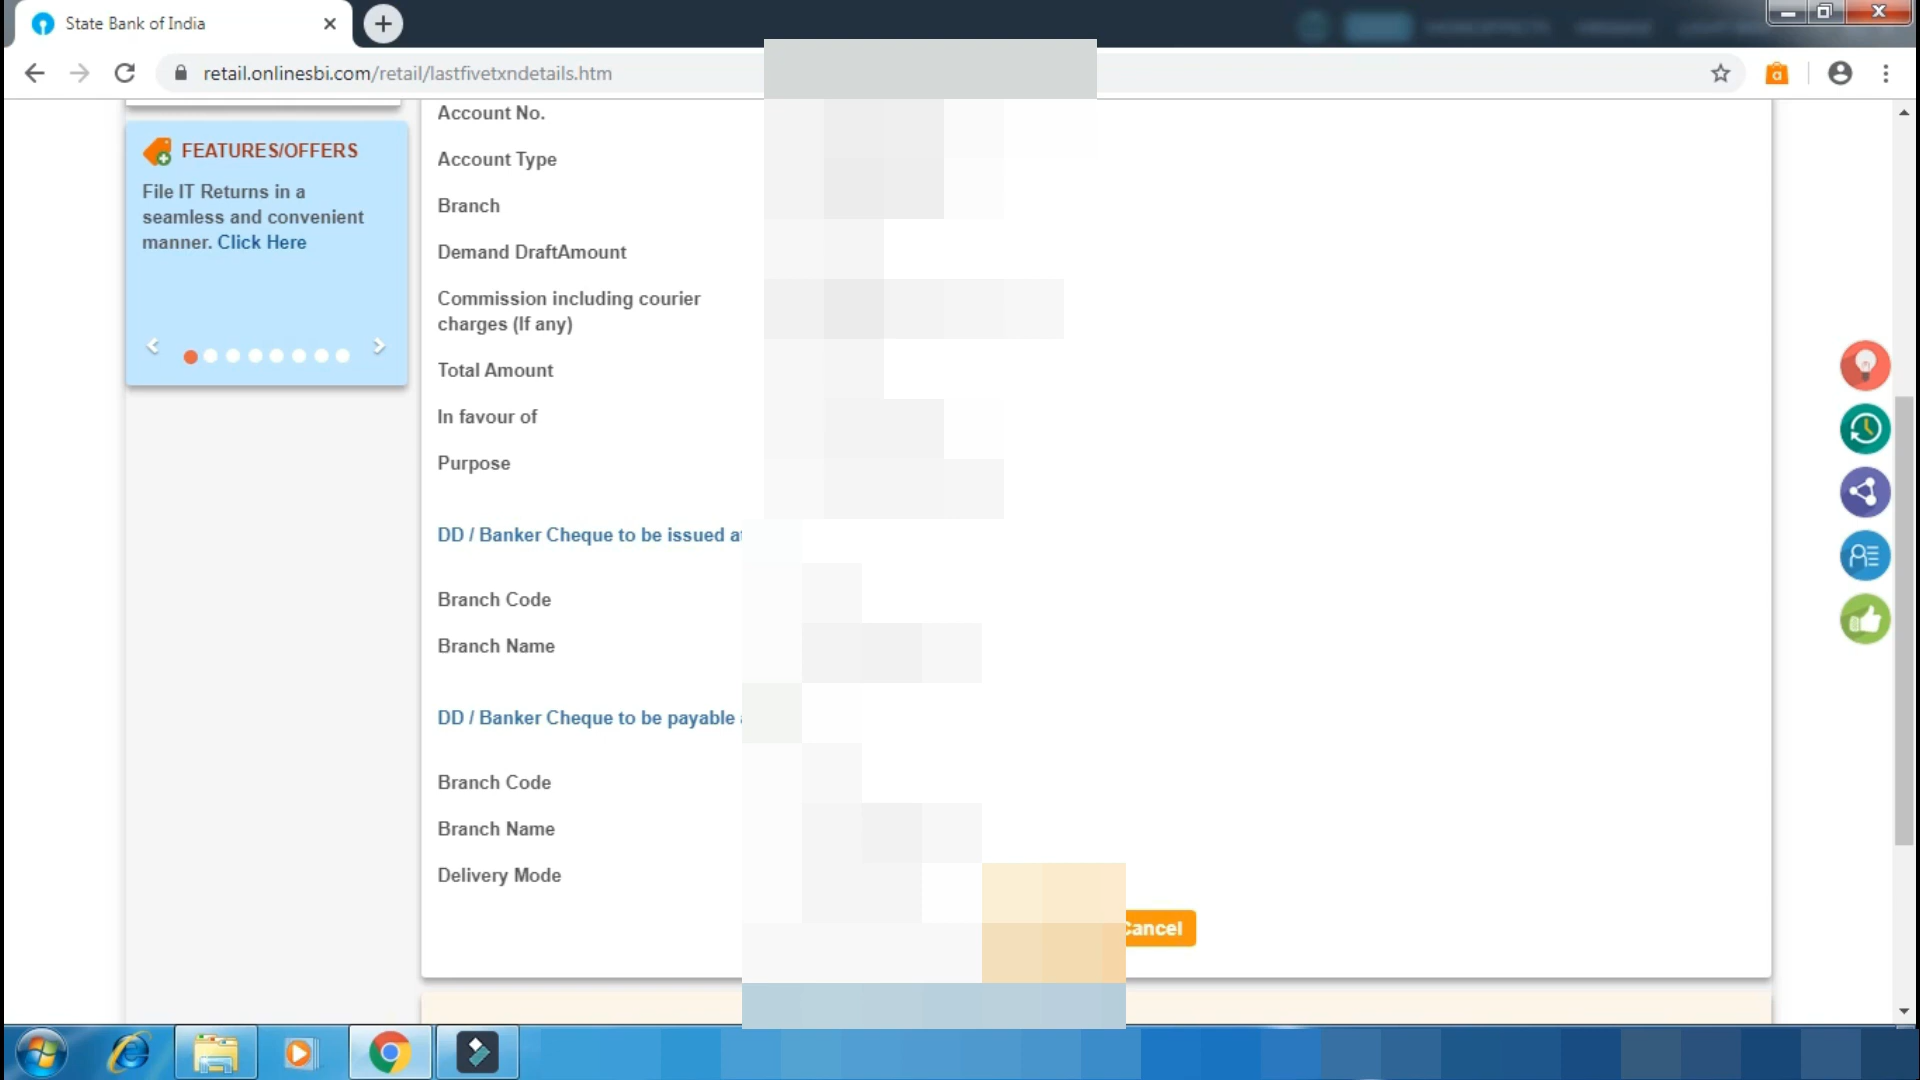 State Bank of India
retail.onlinesbi.com/retail/lastfivetxndetails.htm
FEATURES/OFFERS
File IT Returns in a
seamless and convenient
manner. Click Here
Account No.
Account Type
Branch
Demand DraftAmount
Commission including courier
charges (If any)
Total Amount
In favour of
Purpose
DD / Banker Cheque to be issued at
Branch Code
Branch Name
DD / Banker Cheque to be payable
Branch Code
Branch Name
Delivery Mode
Cancel